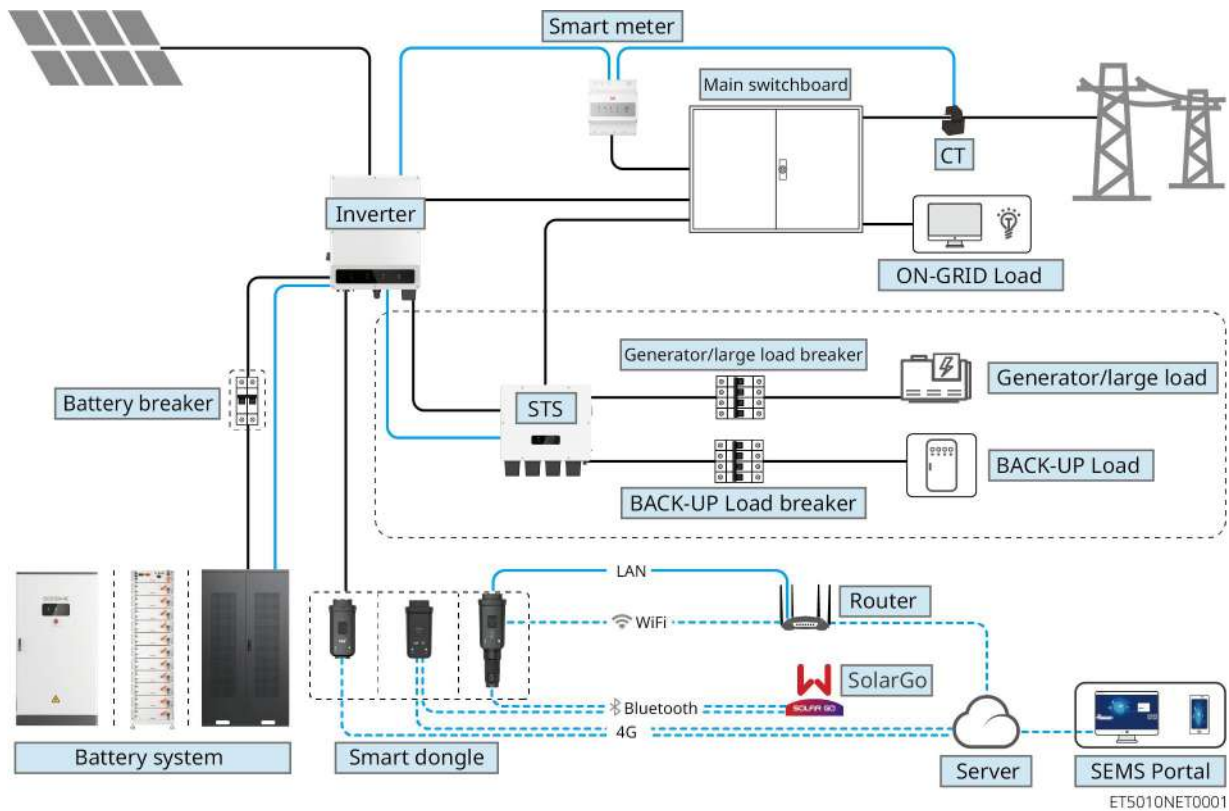 Smart meter
Main switchboard
CT
Inverter
ON-GRID Load
Generator/large load breaker
Generator/large load
Battery breaker
STS
BACK-UP Load
BACK-UP Load breaker
LAN
Router
WiFi
SolarGo
SOLAR GO
Bluetooth
4G
Battery system
Smart dongle
Server
SEMS Portal
ET5010NET0001